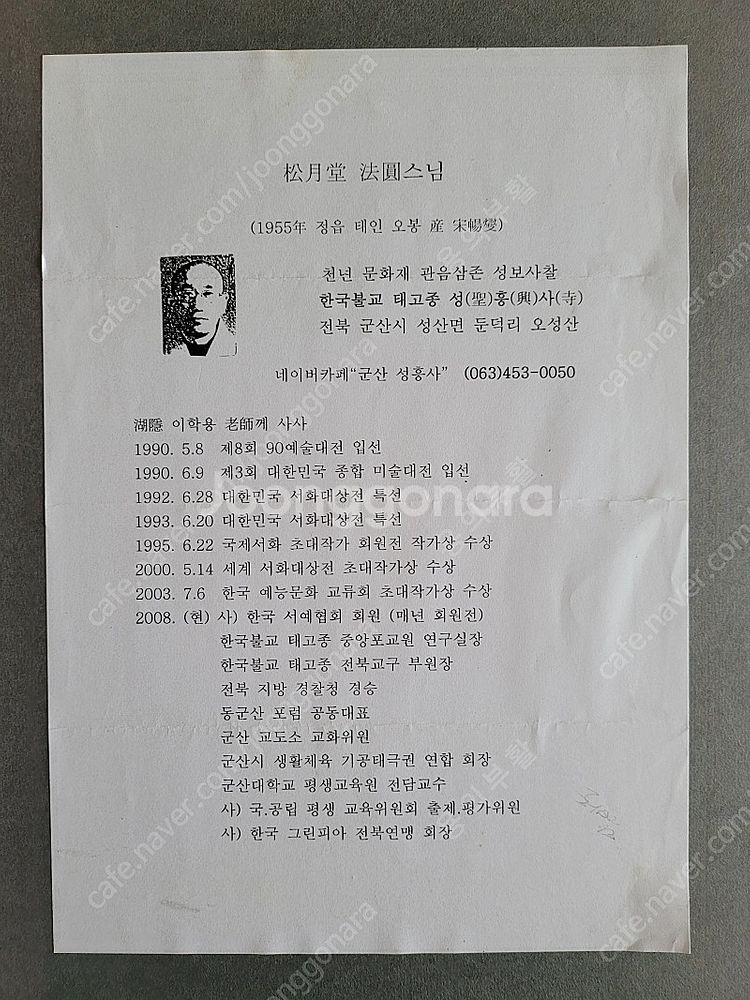 松月堂 法圓스님
(1955年 정읍 태인 오봉 産 宋暢燮)
천년 문화재 관음삼존 성보사찰
한국불교 태고종 성(聖)흥(興)사(寺)
전북 군산시 성산면 둔덕리 오성산
네이버카페“군산 성흥사” (063)453-0050
湖隱 이학용 老師께 사사
1990. 5.8 제8회 90예술대전 입선
1990. 6.9 제3회 대한민국 종합 미술대전 입선
1992. 6.28 대한민국 서화대상전 특선
1993. 6.20 대한민국 서화대상전 특선
1995. 6.22 국제서화 초대작가 회원전 작가상 수상
2000. 5.14 세계 서화대상전 초대작가상 수상
2003. 7.6 한국 예능문화 교류회 초대작가상 수상
2008. (현) 사) 한국 서예협회 회원 (매년 회원전)
한국불교 태고종 중앙포교원 연구실장
한국불교 태고종 전북교구 부원장
전북 지방 경찰청 경승
동군산 포럼 공동대표
군산 교도소 교화위원
군산시 생활체육 기공태극권 연합 회장
군산대학교 평생교육원 전담교수
사) 국.공립 평생 교육위원회 출제.평가위원
사) 한국 그린피아 전북연맹 회장
Joonggonara
cafe.naver.com/joonggonara